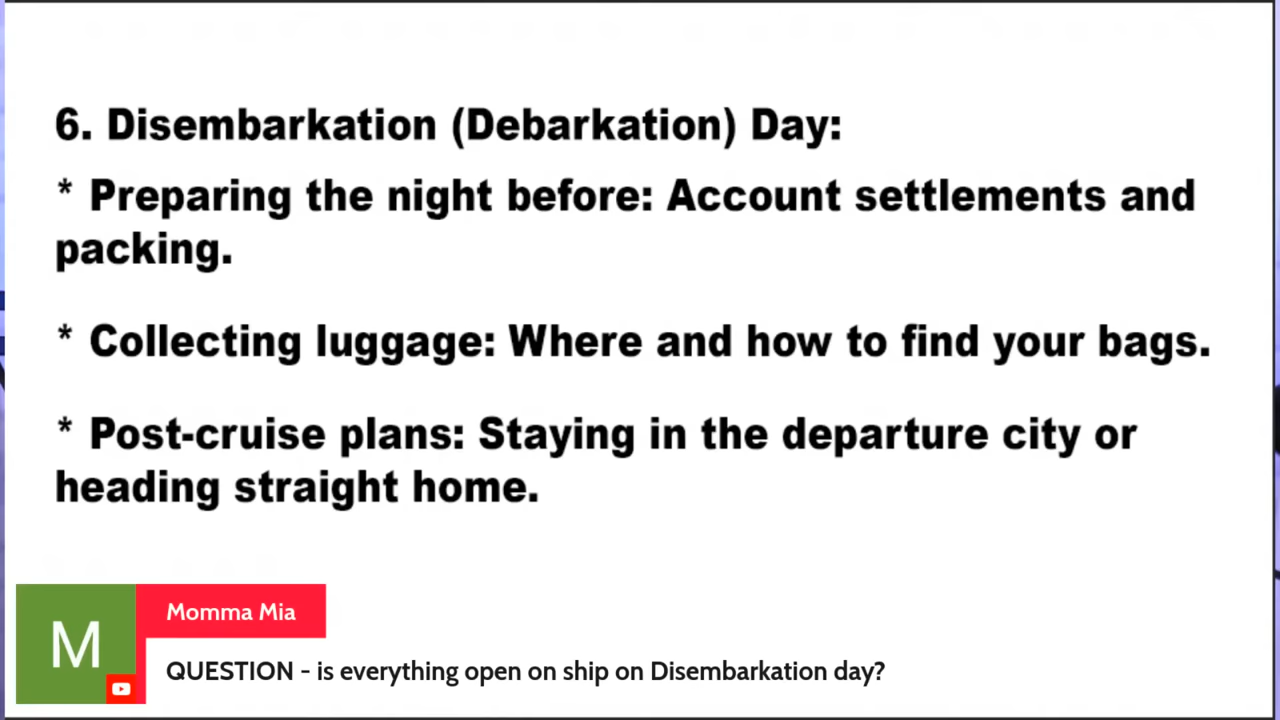 6. Disembarkation (Debarkation) Day:
* Preparing the night before: Account settlements and
packing.
* Collecting luggage: Where and how to find your bags.
* Post-cruise plans: Staying in the departure city or
heading straight home.
M
Momma Mia
QUESTION - is everything open on ship on Disembarkation day?